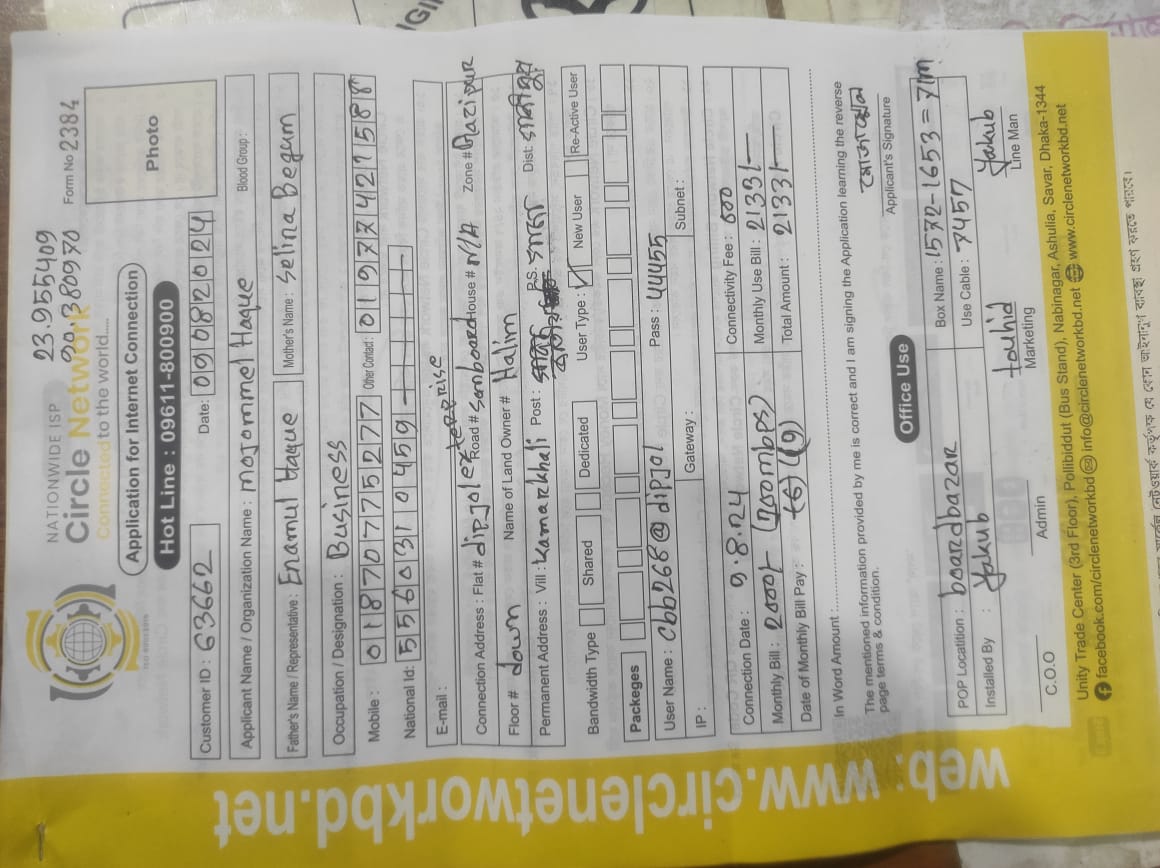 NATIONWIDE ISP
Circle Network
Connected to the world.....
23.955409
90.380970
Form No 2384
Application for Internet Connection
Hot Line : 09611-800900
Photo
Customer ID : 63662 Date: 09082024
Applicant Name / Organization Name : mojommel Haque Blood Group :
Father's Name / Representative : Enamul Haque Mother's Name : Selina Begum
Occupation / Designation : Business
Mobile : 01870775277 Other Contact : 01977427588
National Id: 5560310459
E-mail :
Connection Address : Flat # dipjol enterprise Road # Samboard House # N/A Zone # Gazipur
Floor # down Name of Land Owner # Halim
Permanent Address : Vill : Kamarkhali Post : P.S. Dist: গাজীপুর
Bandwidth Type Shared Dedicated User Type : New User Re-Active User
Packeges
User Name : cbb268@dipjol Pass : 44455
IP : Gateway : Subnet :
Connection Date : 9.8.24 Connectivity Fee : 600
Monthly Bill : 2000/- (200mbps) Monthly Use Bill : 2133/-
Date of Monthly Bill Pay : Total Amount : 2133/-
In Word Amount :
The mentioned information provided by me is correct and I am signing the Application learning the reverse
page terms & condition.
Applicant's Signature
Office Use
POP Locatition : boardbazar Box Name : 1572-1653 = 71m
Installed By : Yakub Use Cable : 7457
touhid Yakub
C.O.O Admin Marketing Line Man
Unity Trade Center (3rd Floor), Pollibiddut (Bus Stand), Nabinagar, Ashulia, Savar, Dhaka-1344
facebook.com/circlenetworkbd info@circlenetworkbd.net www.circlenetworkbd.net
web: www.circlenetworkbd.net